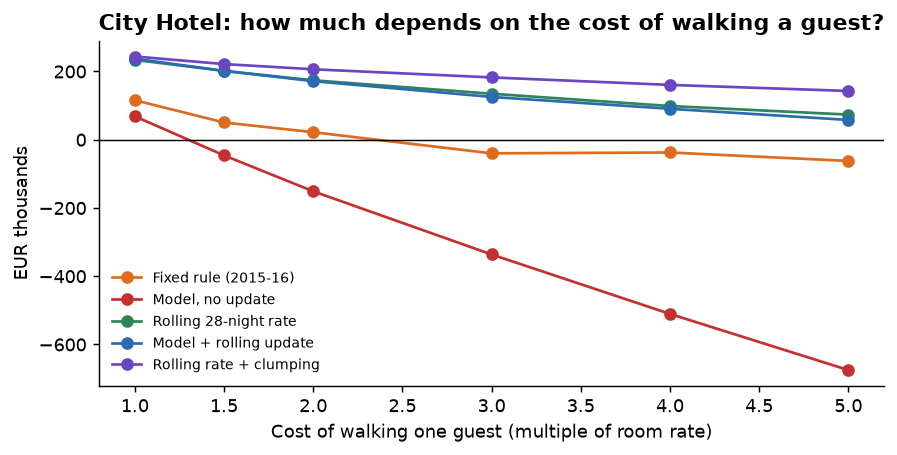 City Hotel: how much depends on the cost of walking a guest?
EUR thousands
200
0
−200
−400
−600
Fixed rule (2015-16)
Model, no update
Rolling 28-night rate
Model + rolling update
Rolling rate + clumping
1.0 1.5 2.0 2.5 3.0 3.5 4.0 4.5 5.0
Cost of walking one guest (multiple of room rate)